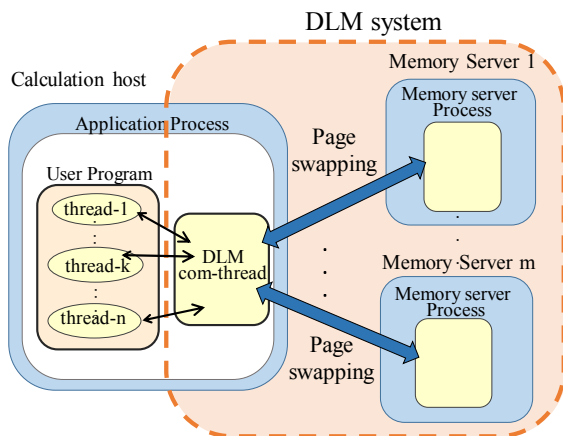 DLM system
Calculation host
Memory Server 1
Application Process
Memory server
Process
Page
swapping
User Program
thread-1
thread-k
thread-n
DLM
com-thread
Memory Server m
Memory server
Process
Page
swapping